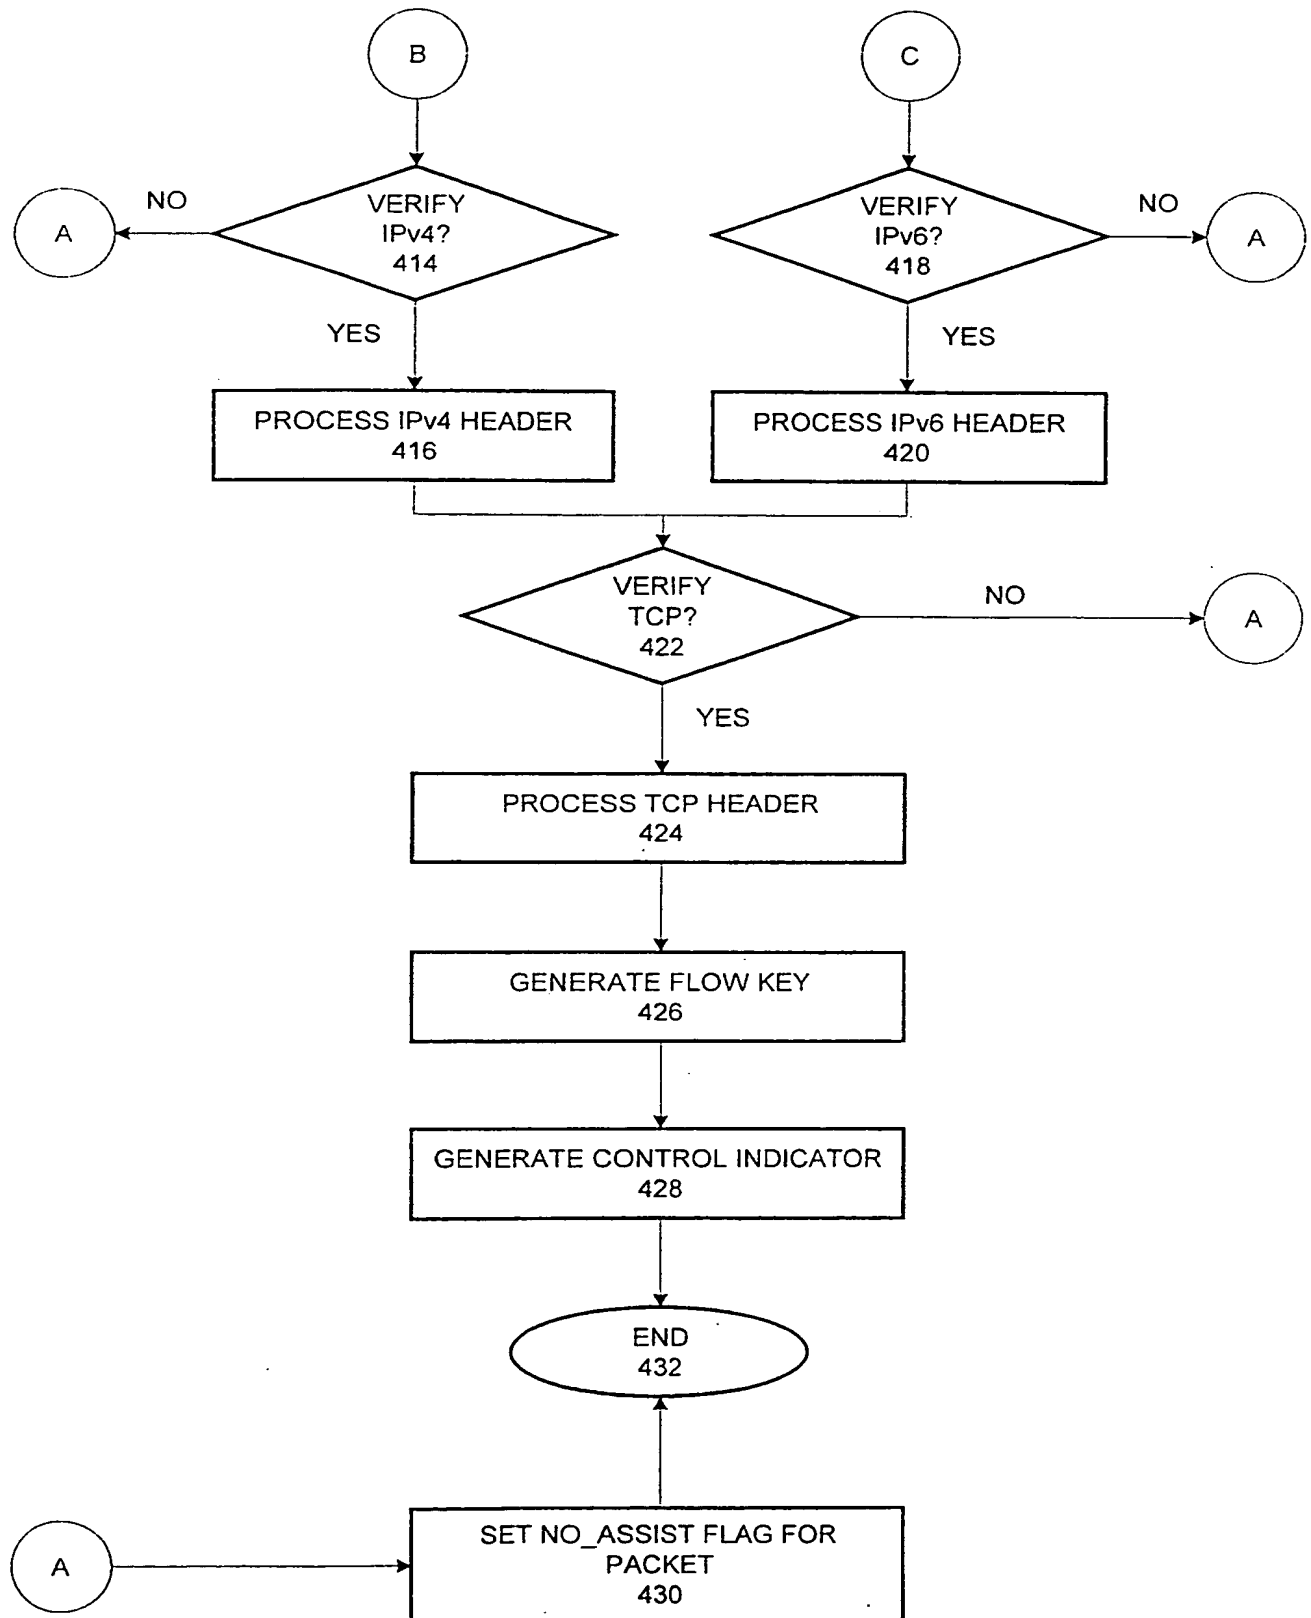 B
C
NO
VERIFY
IPv4?
414
A
VERIFY
IPv6?
418
NO
A
YES
YES
PROCESS IPv4 HEADER
416
PROCESS IPv6 HEADER
420
VERIFY
TCP?
422
NO
A
YES
PROCESS TCP HEADER
424
GENERATE FLOW KEY
426
GENERATE CONTROL INDICATOR
428
END
432
A
SET NO_ASSIST FLAG FOR
PACKET
430